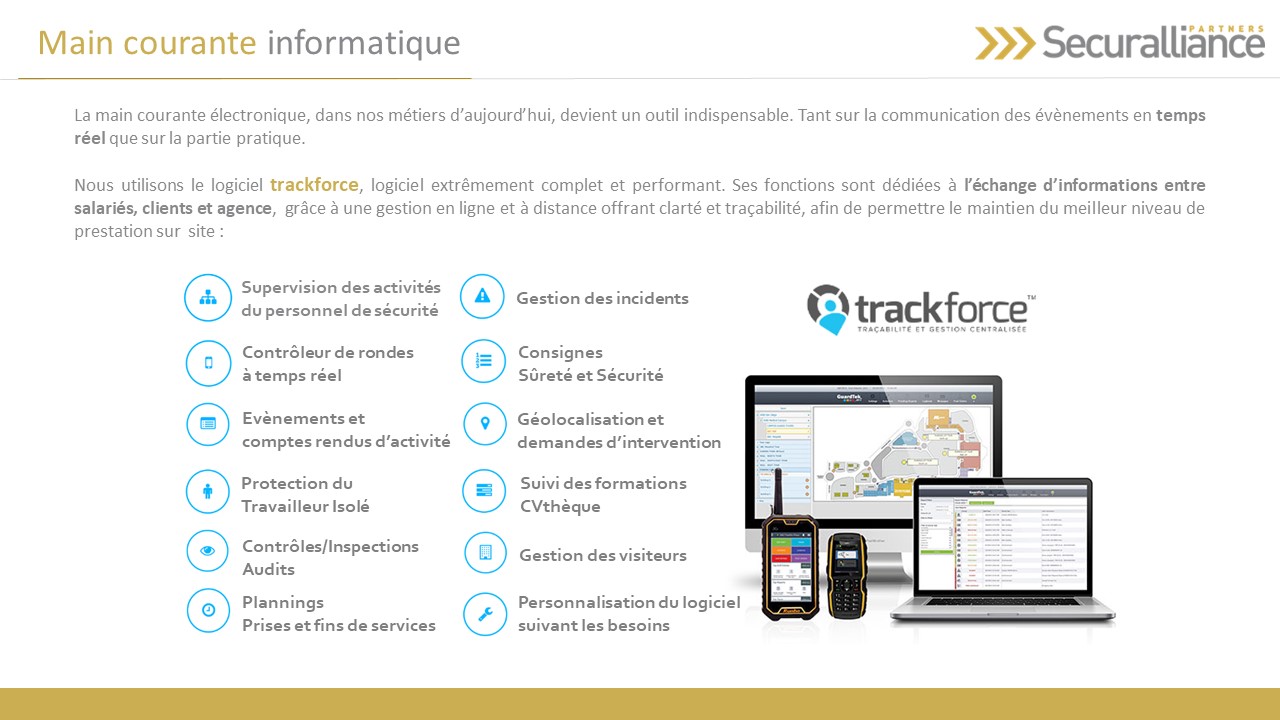 Main courante informatique
PARTNERS
Securalliance
La main courante électronique, dans nos métiers d’aujourd’hui, devient un outil indispensable. Tant sur la communication des évènements en temps
réel que sur la partie pratique.
Nous utilisons le logiciel trackforce, logiciel extrêmement complet et performant. Ses fonctions sont dédiées à l’échange d’informations entre
salariés, clients et agence, grâce à une gestion en ligne et à distance offrant clarté et traçabilité, afin de permettre le maintien du meilleur niveau de
prestation sur site :
Supervision des activités
du personnel de sécurité
Contrôleur de rondes
à temps réel
Evènements et
comptes rendus d’activité
Protection du
Travailleur Isolé
Contrôles/Inspections
Audits
Plannings
Prises et fins de services
Gestion des incidents
Consignes
Sûreté et Sécurité
Géolocalisation et
demandes d’intervention
Suivi des formations
CVthèque
Gestion des visiteurs
Personnalisation du logiciel
suivant les besoins
trackforce™
TRAÇABILITÉ ET GESTION CENTRALISÉE
GuardTek